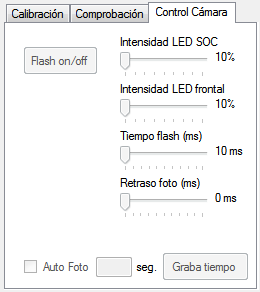 Calibración Comprobación Control Cámara
Intensidad LED SOC
Flash on/off 10%
Intensidad LED frontal
10%
Tiempo flash (ms)
10 ms
Retraso foto (ms)
0 ms
Auto Foto seg. Graba tiempo